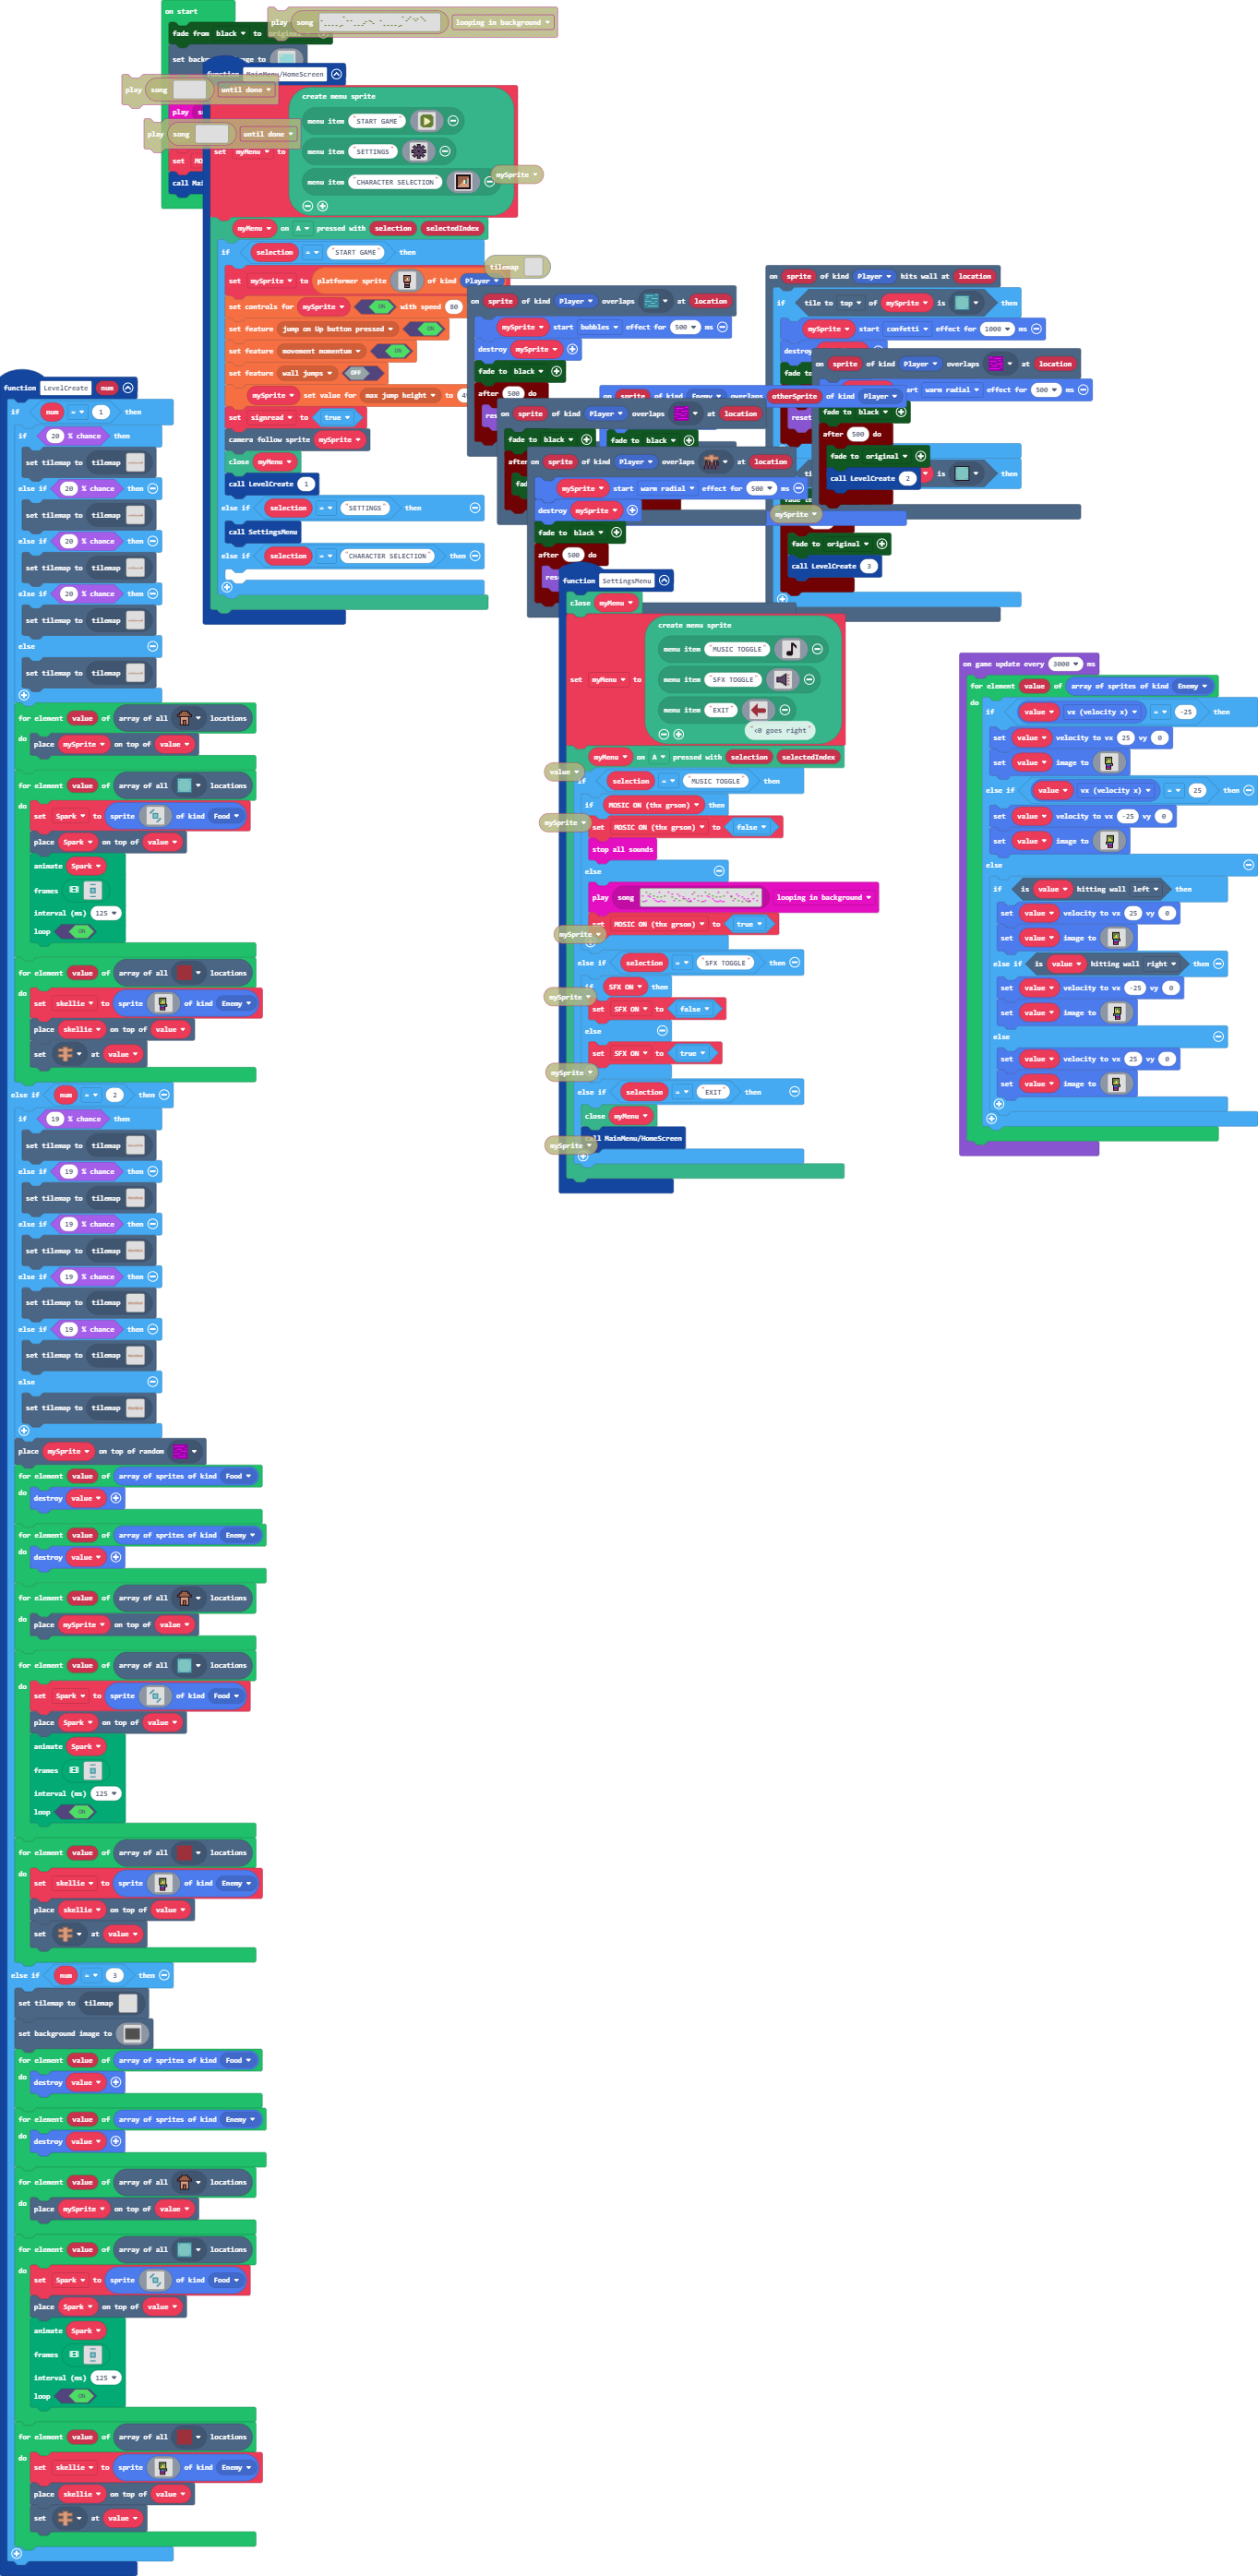 on start
fade from black to
set backg image to
play s
set MO
call Mai
play song looping in background
play song until done
play song until done
function MainMenu/HomeScreen
set myMenu to
create menu sprite
menu item "START GAME"
menu item "SETTINGS"
menu item "CHARACTER SELECTION"
mySprite
myMenu on A pressed with selection selectedIndex
if selection = "START GAME" then
set mySprite to platformer sprite of kind Player
set controls for mySprite ON with speed 80
set feature jump on Up button pressed ON
set feature movement momentum ON
set feature wall jumps OFF
mySprite set value for max jump height to
set signread to true
camera follow sprite mySprite
close myMenu
call LevelCreate 1
else if selection = "SETTINGS" then
call SettingsMenu
else if selection = "CHARACTER SELECTION" then
tilemap
on sprite of kind Player overlaps at location
mySprite start bubbles effect for 500 ms
destroy mySprite
fade to black
after 500 do
res
on sprite of kind Enemy overlaps otherSprite of kind Player
fade to black
on sprite of kind Player overlaps at location
fade to black
after
fad
on sprite of kind Player overlaps at location
mySprite start warm radial effect for 500 ms
destroy mySprite
fade to black
after 500 do
res
on sprite of kind Player hits wall at location
if tile to top of mySprite is then
mySprite start confetti effect for 1000 ms
destroy
fade to
reset
is then
mySprite
fade to original
call LevelCreate 3
on sprite of kind Player overlaps at location
art warm radial effect for 500 ms
fade to black
after 500 do
fade to original
call LevelCreate 2
function SettingsMenu
close myMenu
set myMenu to
create menu sprite
menu item "MUSIC TOGGLE"
menu item "SFX TOGGLE"
menu item "EXIT"
"<0 goes right"
myMenu on A pressed with selection selectedIndex
value
if selection = "MUSIC TOGGLE" then
if MOSIC ON (thx grson) then
mySprite
set MOSIC ON (thx grson) to false
stop all sounds
else
play song looping in background
set MOSIC ON (thx grson) to true
mySprite
else if selection = "SFX TOGGLE" then
if SFX ON then
mySprite
set SFX ON to false
else
set SFX ON to true
mySprite
else if selection = "EXIT" then
close myMenu
call MainMenu/HomeScreen
mySprite
on game update every 3000 ms
for element value of array of sprites of kind Enemy
do
if value vx (velocity x) = -25 then
set value velocity to vx 25 vy 0
set value image to
else if value vx (velocity x) = 25 then
set value velocity to vx -25 vy 0
set value image to
else
if is value hitting wall left then
set value velocity to vx 25 vy 0
set value image to
else if is value hitting wall right then
set value velocity to vx -25 vy 0
set value image to
else
set value velocity to vx 25 vy 0
set value image to
function LevelCreate num
if num = 1 then
if 20 % chance then
set tilemap to tilemap
else if 20 % chance then
set tilemap to tilemap
else if 20 % chance then
set tilemap to tilemap
else if 20 % chance then
set tilemap to tilemap
else
set tilemap to tilemap
for element value of array of all locations
do
place mySprite on top of value
for element value of array of all locations
do
set Spark to sprite of kind Food
place Spark on top of value
animate Spark
frames
interval (ms) 125
loop ON
for element value of array of all locations
do
set skellie to sprite of kind Enemy
place skellie on top of value
set at value
else if num = 2 then
if 19 % chance then
set tilemap to tilemap
else if 19 % chance then
set tilemap to tilemap
else if 19 % chance then
set tilemap to tilemap
else if 19 % chance then
set tilemap to tilemap
else if 19 % chance then
set tilemap to tilemap
else
set tilemap to tilemap
place mySprite on top of random
for element value of array of sprites of kind Food
do
destroy value
for element value of array of sprites of kind Enemy
do
destroy value
for element value of array of all locations
do
place mySprite on top of value
for element value of array of all locations
do
set Spark to sprite of kind Food
place Spark on top of value
animate Spark
frames
interval (ms) 125
loop ON
for element value of array of all locations
do
set skellie to sprite of kind Enemy
place skellie on top of value
set at value
else if num = 3 then
set tilemap to tilemap
set background image to
for element value of array of sprites of kind Food
do
destroy value
for element value of array of sprites of kind Enemy
do
destroy value
for element value of array of all locations
do
place mySprite on top of value
for element value of array of all locations
do
set Spark to sprite of kind Food
place Spark on top of value
animate Spark
frames
interval (ms) 125
loop ON
for element value of array of all locations
do
set skellie to sprite of kind Enemy
place skellie on top of value
set at value